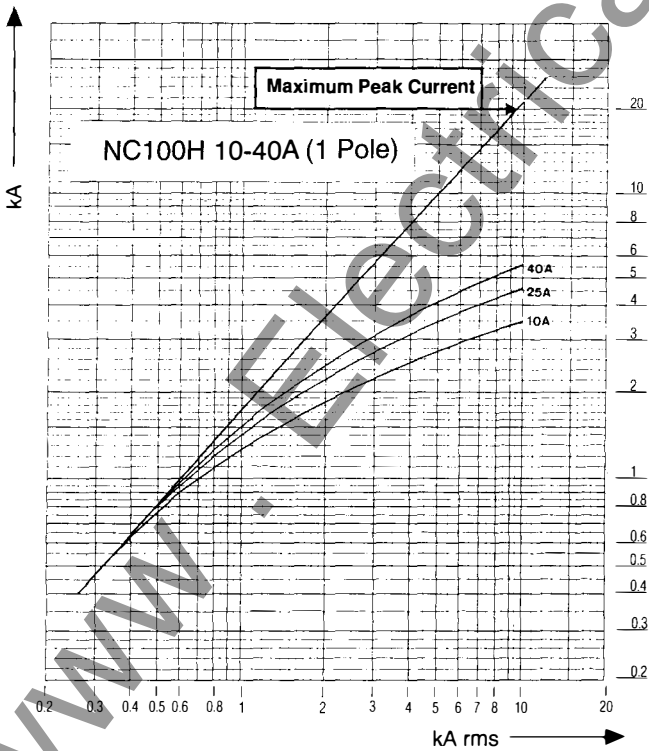 Maximum Peak Current
NC100H 10-40A (1 Pole)
kA
20
10
8
6
5
4
3
2
1
0.8
0.6
0.5
0.4
0.3
0.2
40A
25A
10A
0.2 0.3 0.4 0.5 0.6 0.8 1 2 3 4 5 6 7 8 10 20
kA rms
www. Electrica